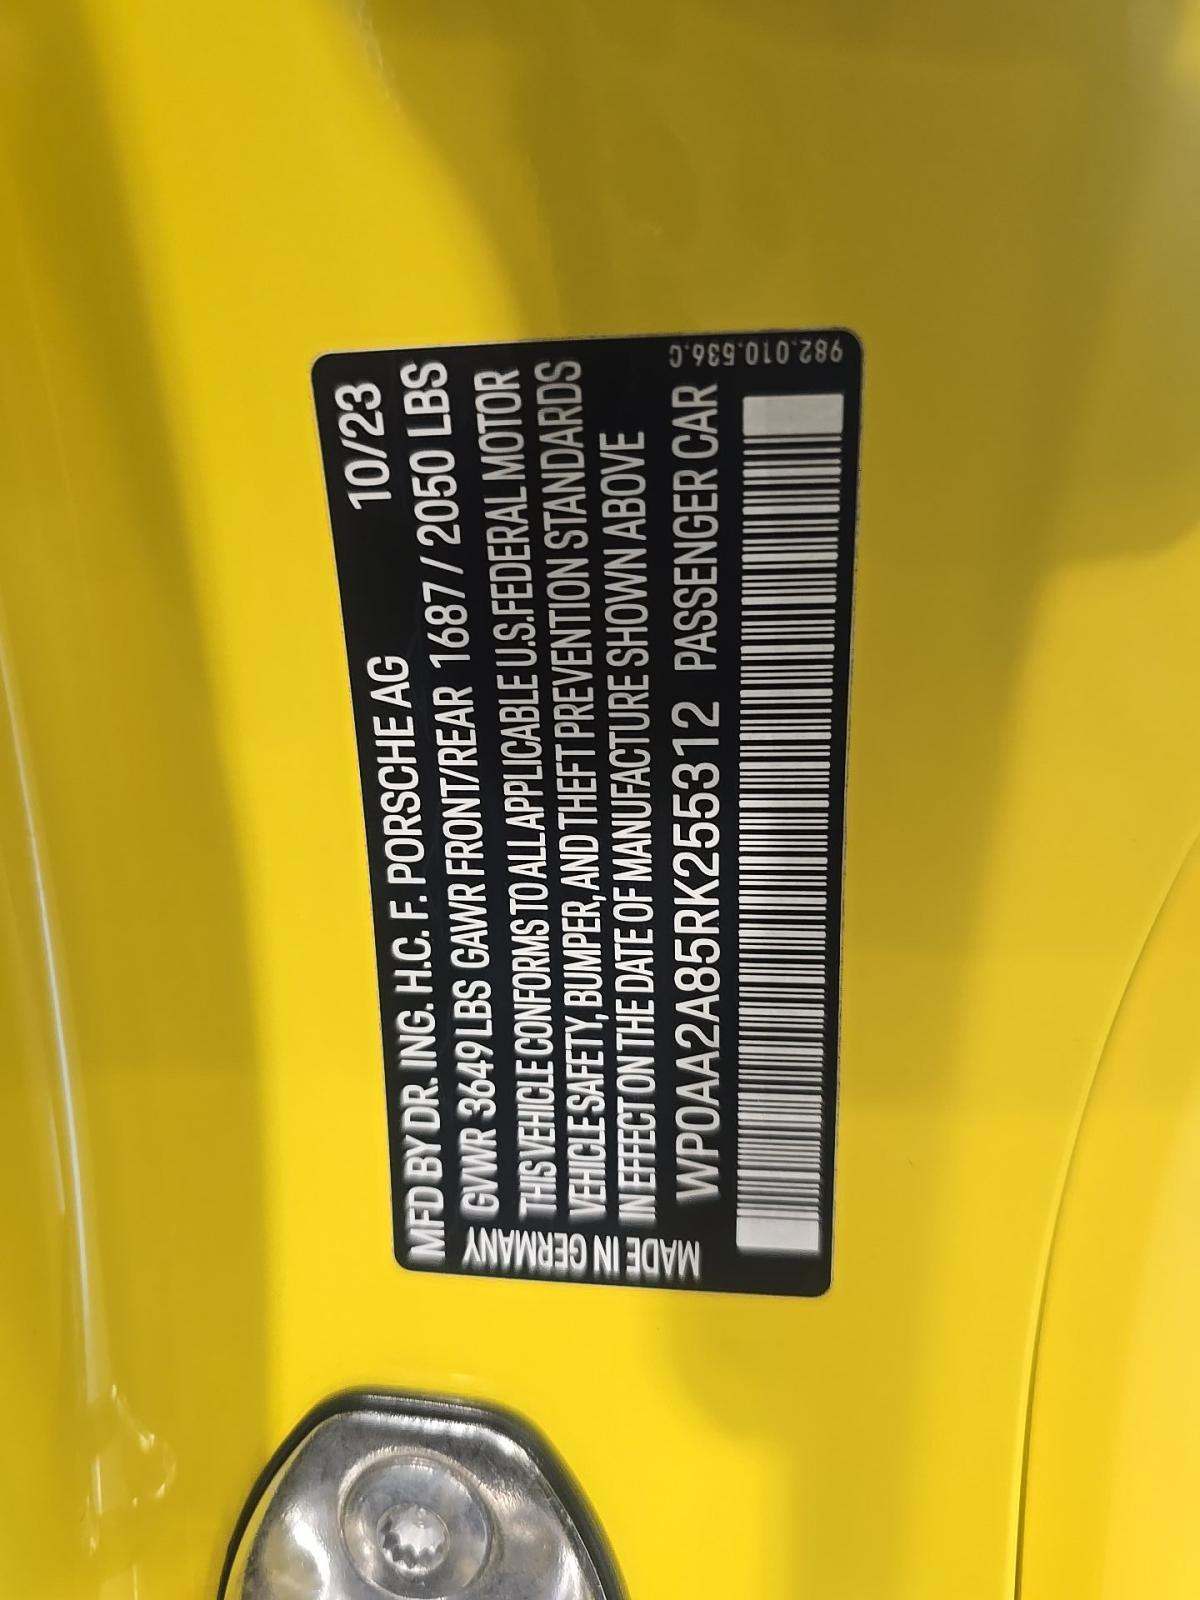 MFD BY DR. ING. H.C. F. PORSCHE AG 10/23
GVWR 3649 LBS GAWR FRONT/REAR 1687 / 2050 LBS
THIS VEHICLE CONFORMS TO ALL APPLICABLE U.S. FEDERAL MOTOR
VEHICLE SAFETY, BUMPER, AND THEFT PREVENTION STANDARDS
IN EFFECT ON THE DATE OF MANUFACTURE SHOWN ABOVE
WP0AA2A85RK255312 PASSENGER CAR
MADE IN GERMANY
982.010.536.C